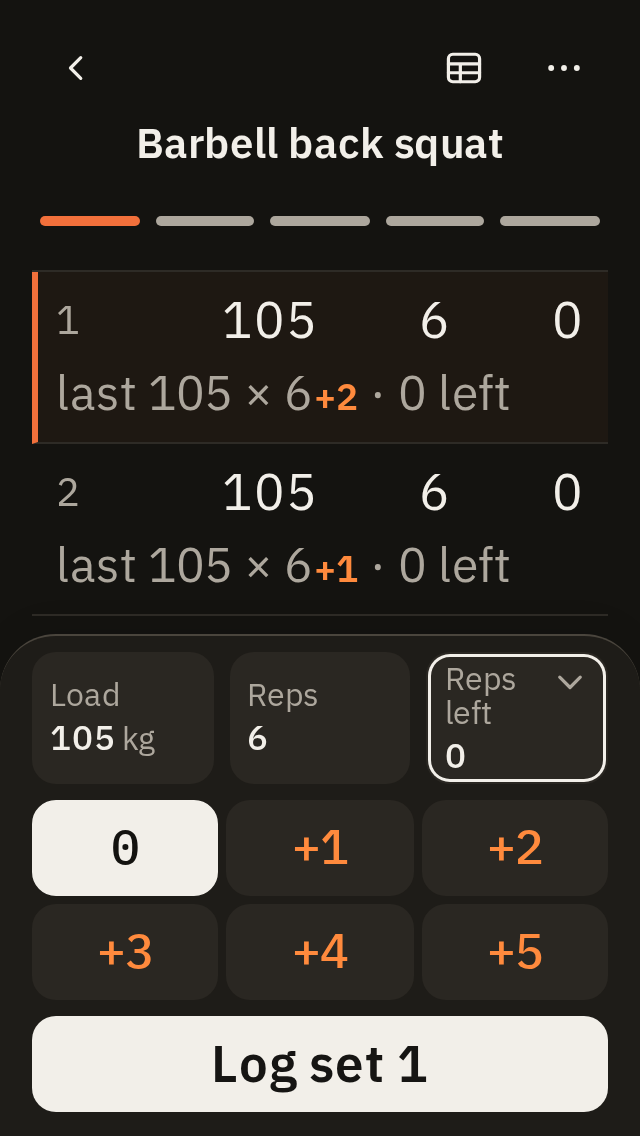 Barbell back squat
1 105 6 0
last 105 × 6+2 · 0 left
2 105 6 0
last 105 × 6+1 · 0 left
Load
105 kg
Reps
6
Reps
left
0
0 +1 +2
+3 +4 +5
Log set 1